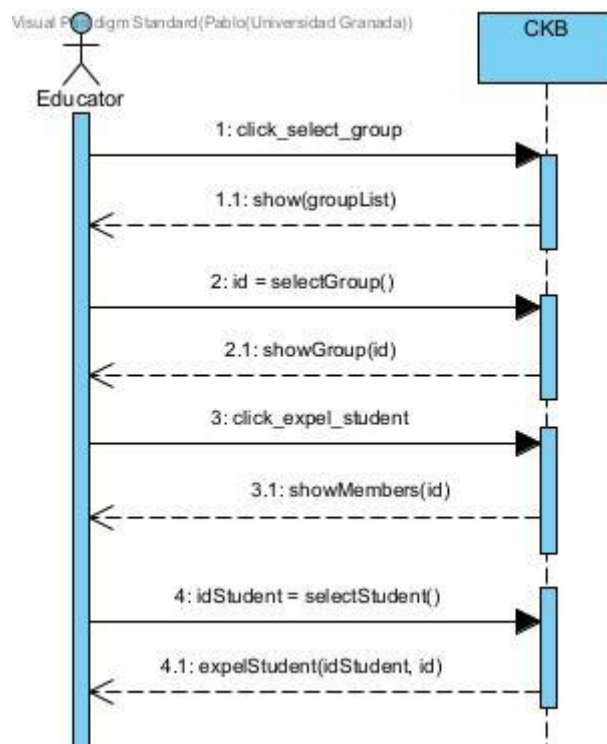 Visual Paradigm Standard(Pablo(Universidad Granada))
CKB
Educator
1: click_select_group
1.1: show(groupList)
2: id = selectGroup()
2.1: showGroup(id)
3: click_expel_student
3.1: showMembers(id)
4: idStudent = selectStudent()
4.1: expelStudent(idStudent, id)